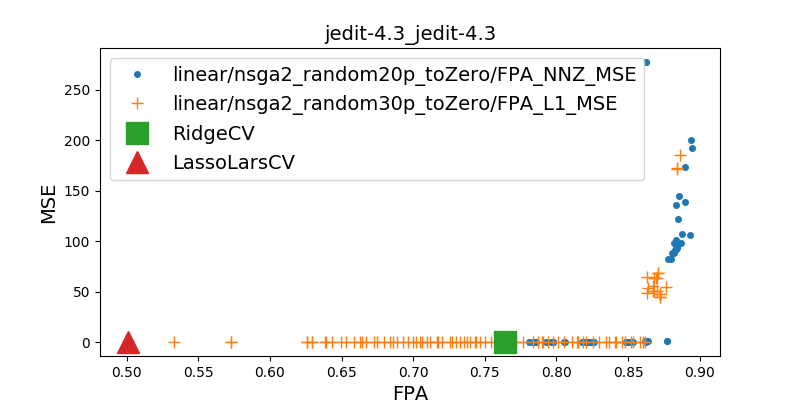 jedit-4.3_jedit-4.3
linear/nsga2_random20p_toZero/FPA_NNZ_MSE
linear/nsga2_random30p_toZero/FPA_L1_MSE
RidgeCV
LassoLarsCV
MSE
250
200
150
100
50
0
0.50 0.55 0.60 0.65 0.70 0.75 0.80 0.85 0.90
FPA